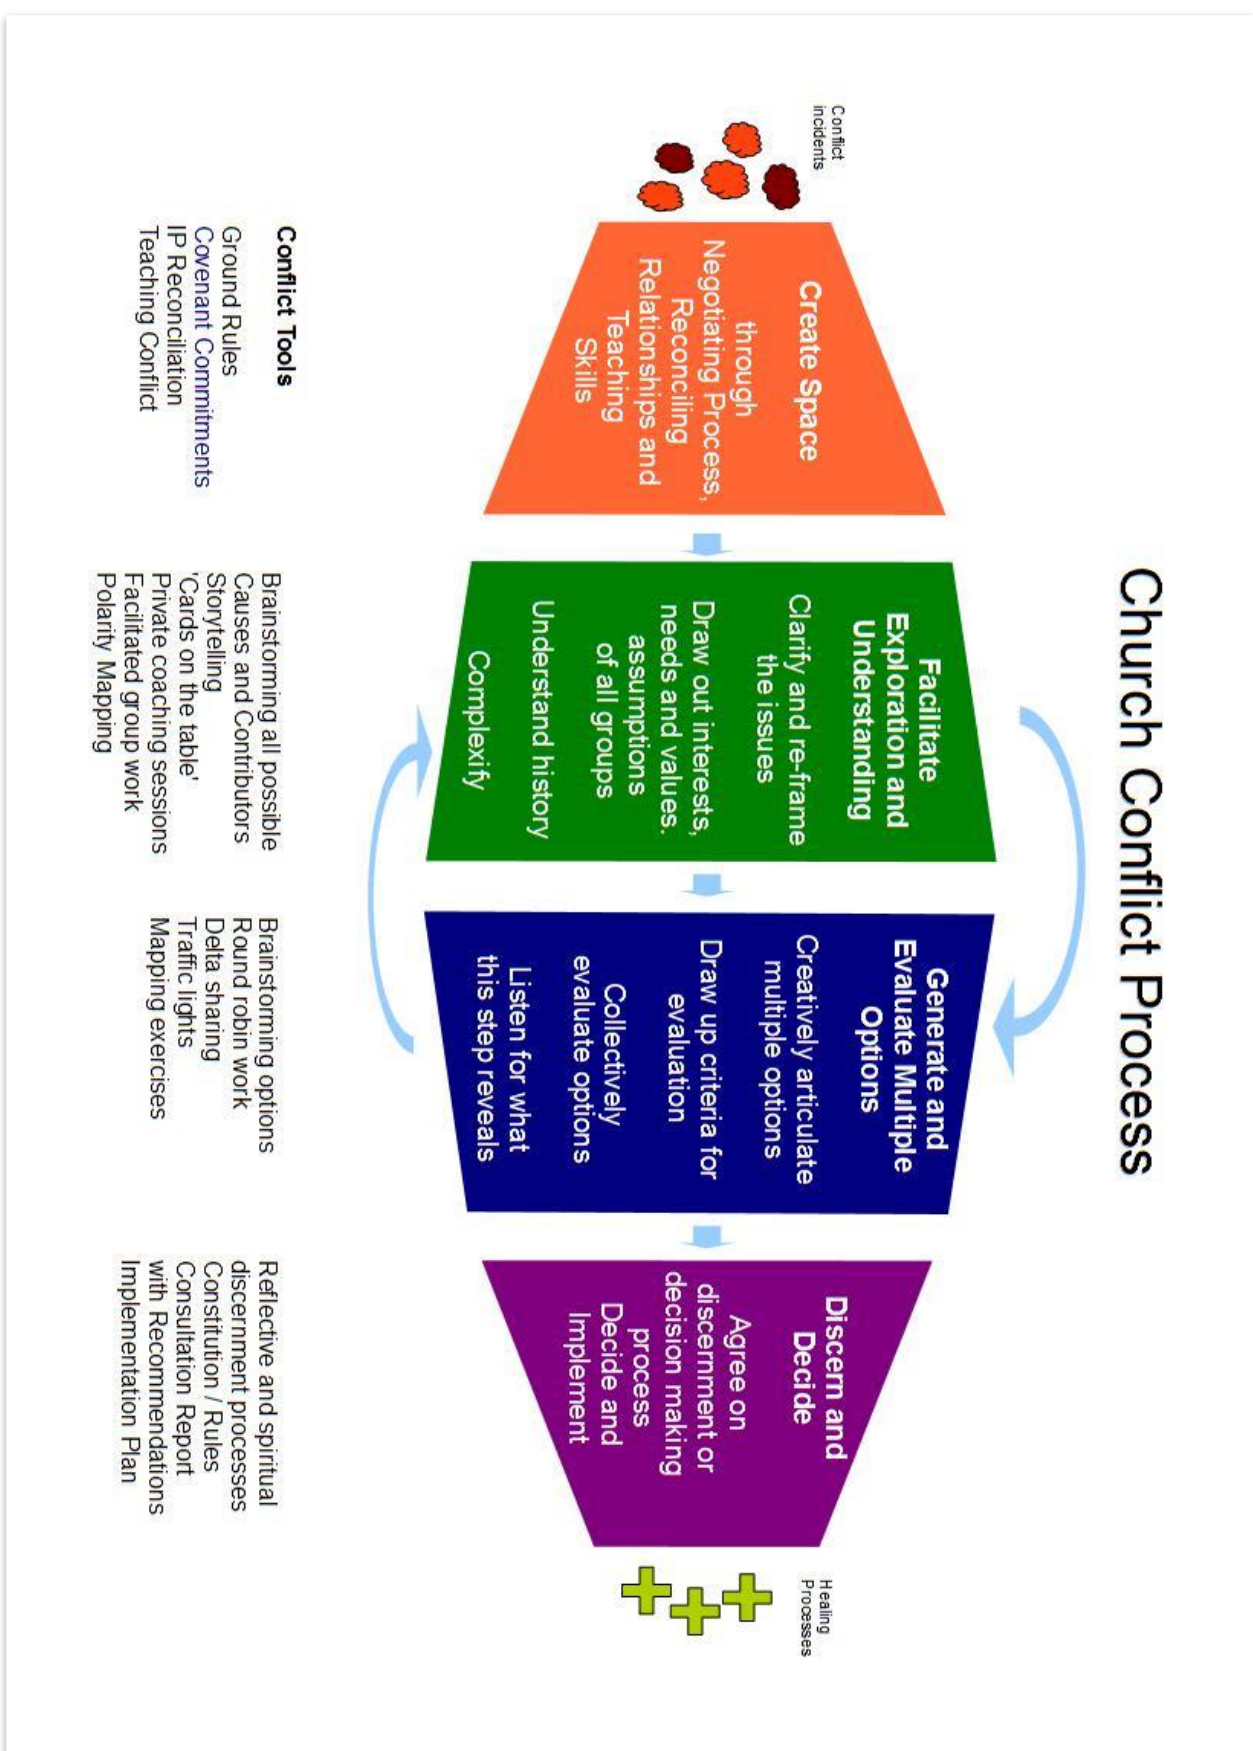 Church Conflict Process
Conflict
incidents
Create Space
through
Negotiating Process,
Reconciling
Relationships and
Teaching
Skills
Facilitate
Exploration and
Understanding
Clarify and re-frame
the issues
Draw out interests,
needs and values.
assumptions
of all groups
Understand history
Complexify
Generate and
Evaluate Multiple
Options
Creatively articulate
multiple options
Draw up criteria for
evaluation
Collectively
evaluate options
Listen for what
this step reveals
Discern and
Decide
Agree on
discernment or
decision making
process
Decide and
Implement
Healing
Processes
Conflict Tools
Ground Rules
Covenant Commitments
IP Reconciliation
Teaching Conflict
Brainstorming all possible
Causes and Contributors
Storytelling
'Cards on the table'
Private coaching sessions
Facilitated group work
Polarity Mapping
Brainstorming options
Round robin work
Delta sharing
Traffic lights
Mapping exercises
Reflective and spiritual
discernment processes
Constitution / Rules
Consultation Report
with Recommendations
Implementation Plan